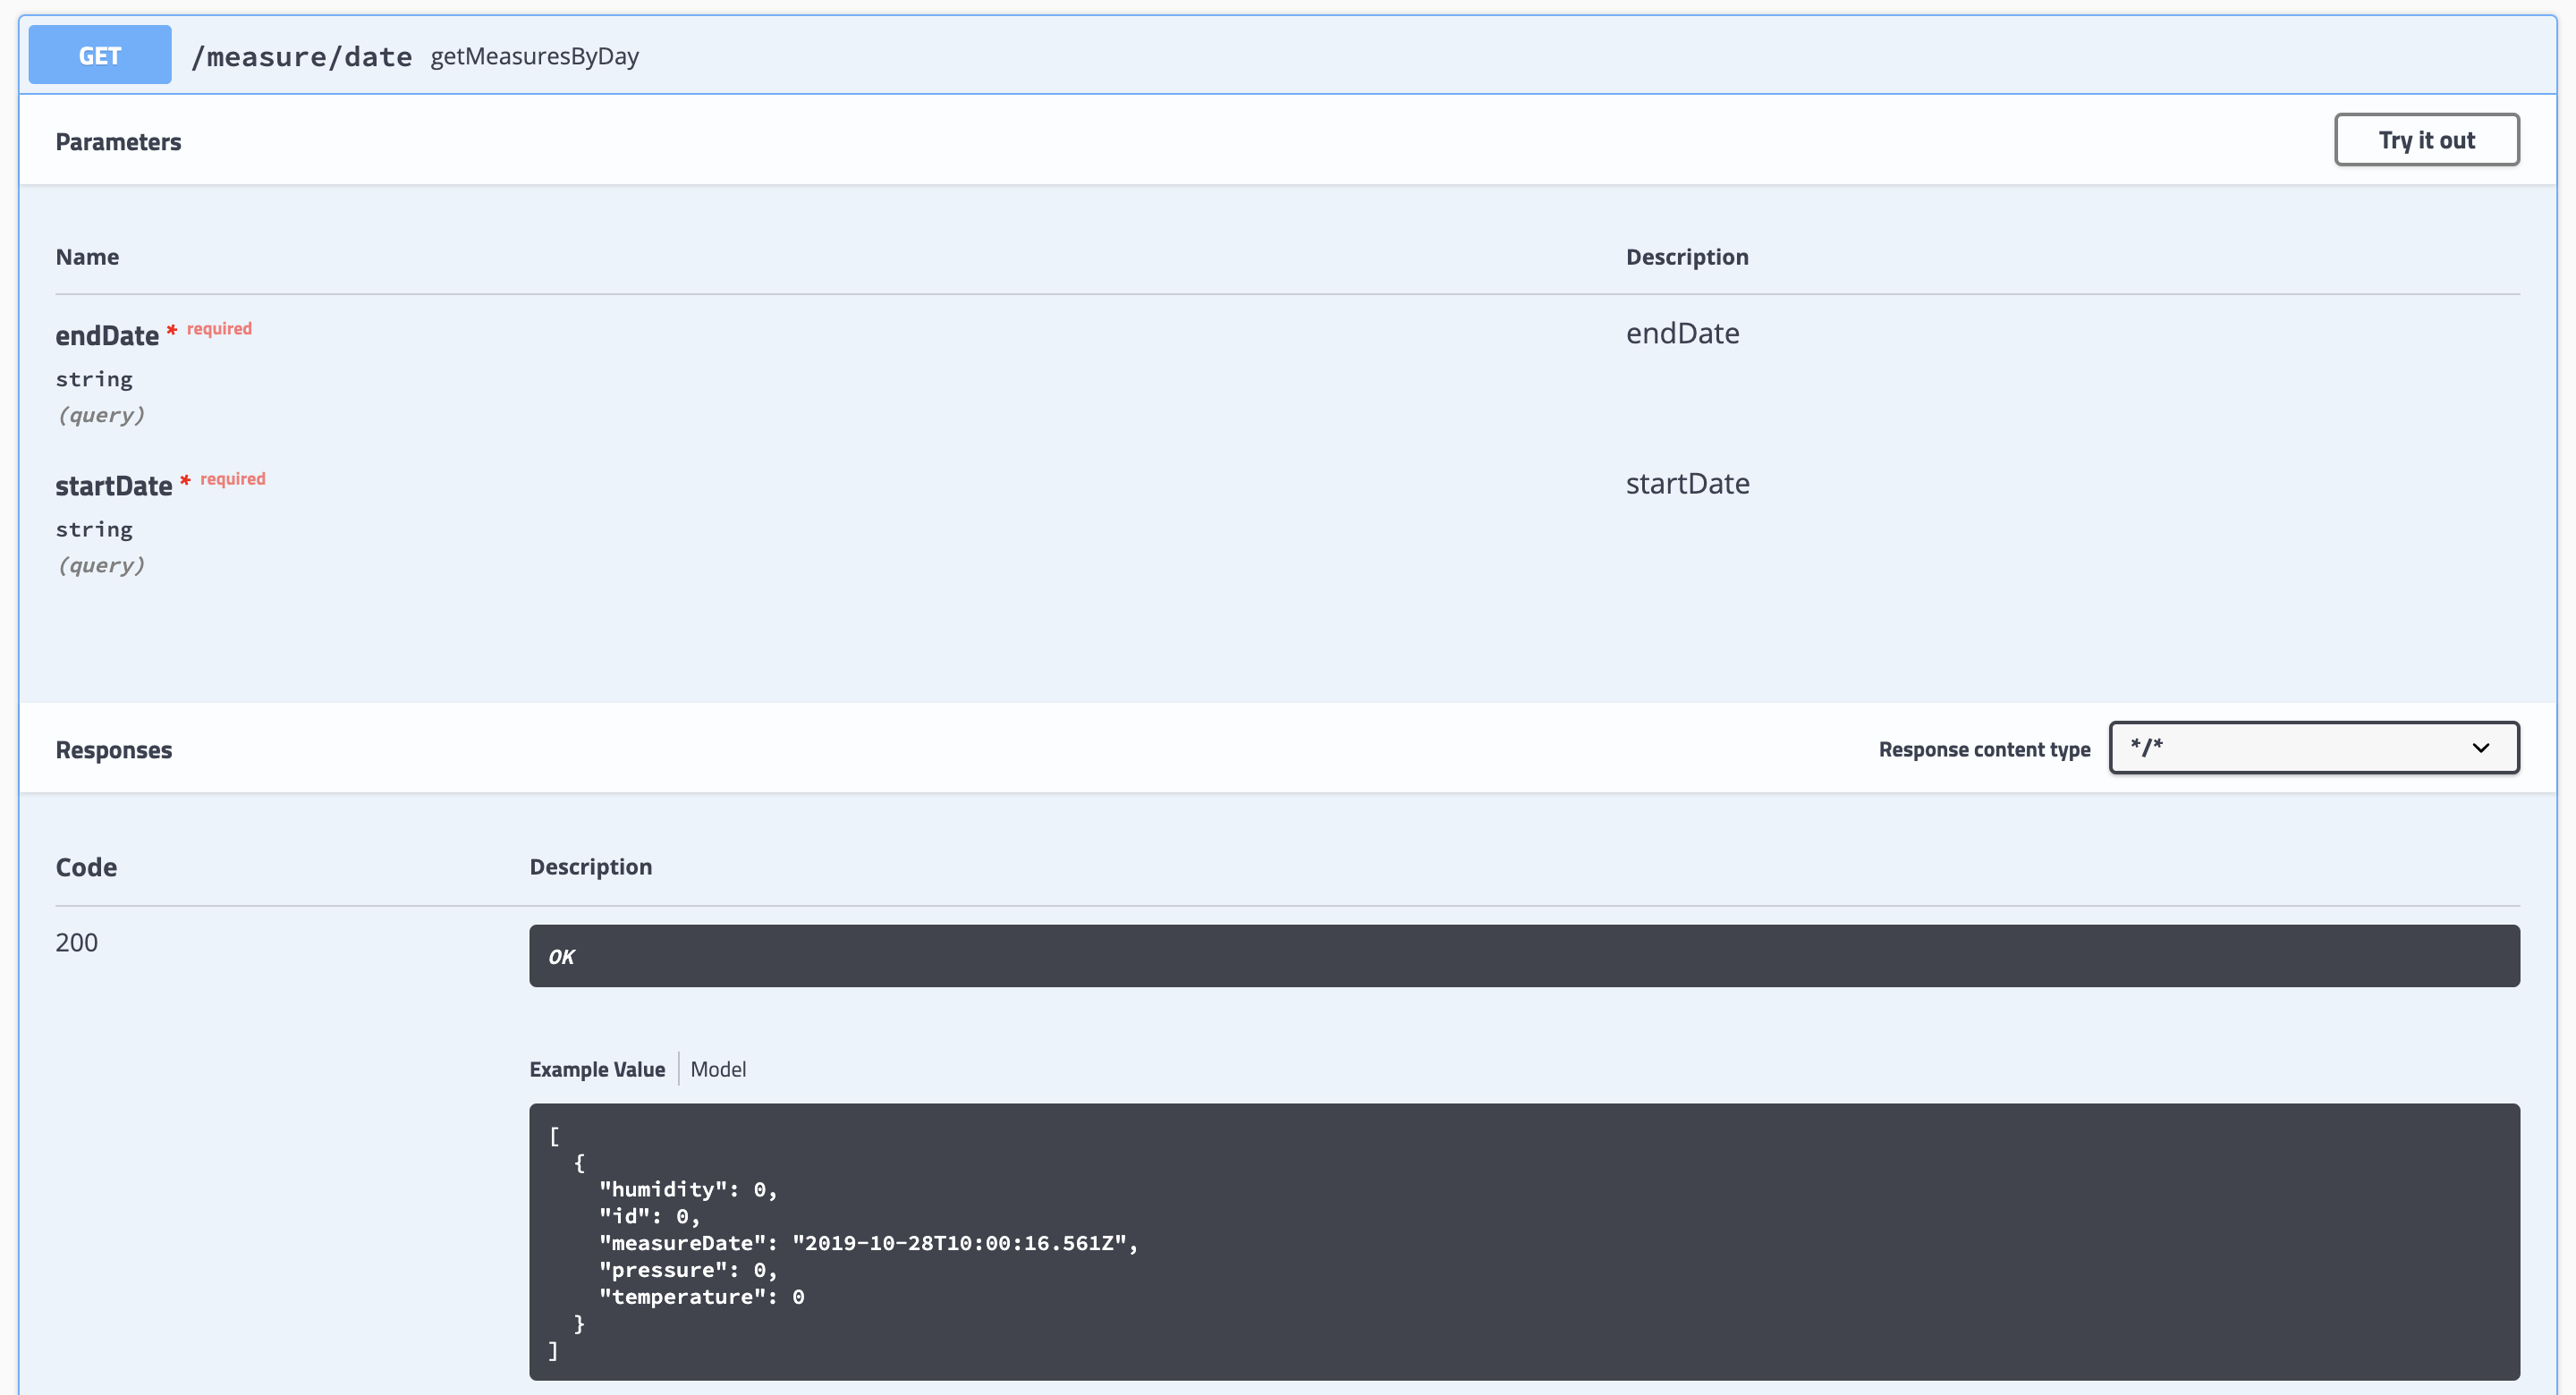 GET /measure/date getMeasuresByDay
Parameters Try it out
Name Description
endDate * required endDate
string
(query)
startDate * required startDate
string
(query)
Responses Response content type */*
Code Description
200 OK
Example Value Model
[
  {
    "humidity": 0,
    "id": 0,
    "measureDate": "2019-10-28T10:00:16.561Z",
    "pressure": 0,
    "temperature": 0
  }
]